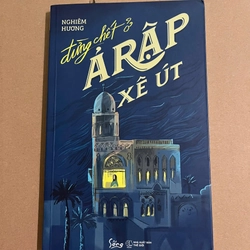 NGHIÊM
HƯƠNG
đừng chết ở
Ả RẬP
XÊ ÚT